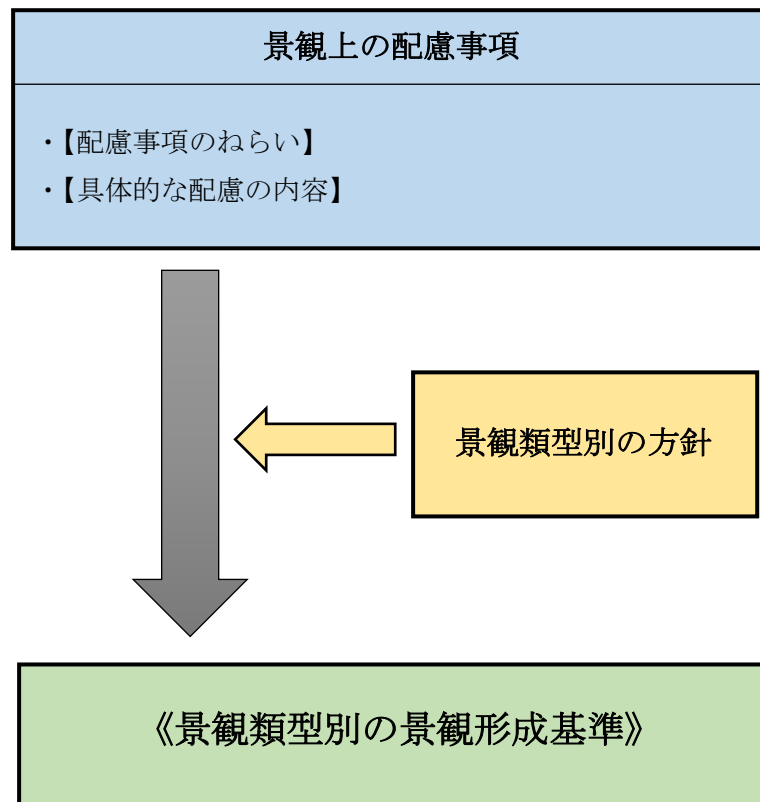 景観上の配慮事項
・【配慮事項のねらい】
・【具体的な配慮の内容】
景観類型別の方針
《景観類型別の景観形成基準》